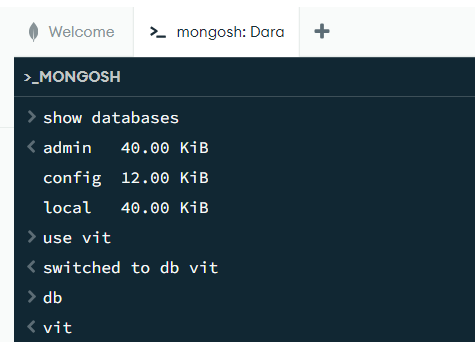 Welcome >_ mongosh: Dara +
>_MONGOSH
> show databases
< admin 40.00 KiB
config 12.00 KiB
local 40.00 KiB
> use vit
< switched to db vit
> db
< vit